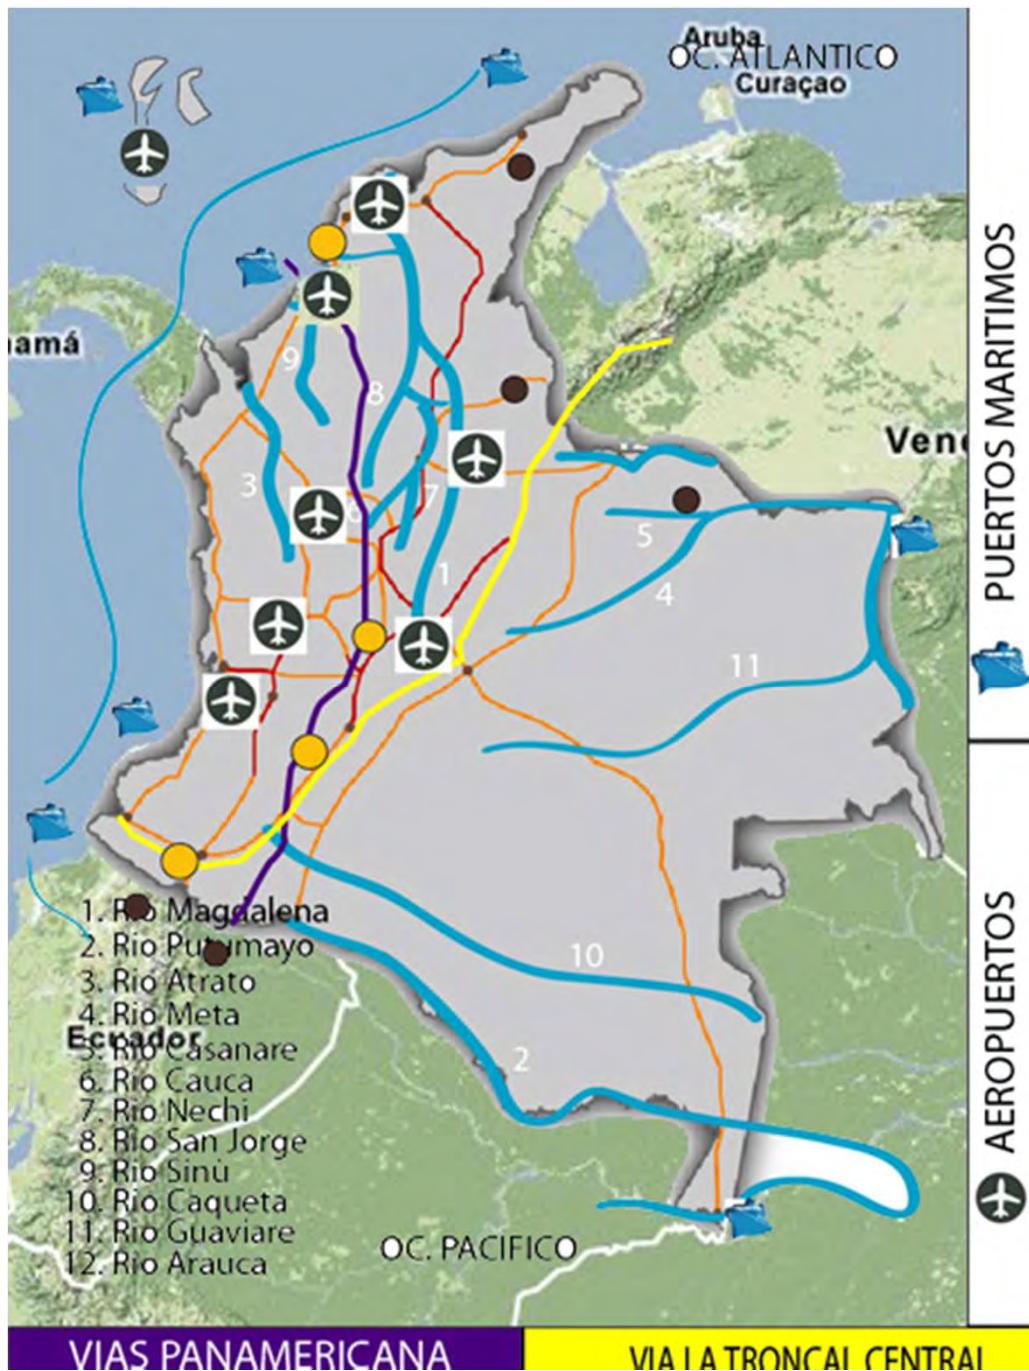 Aruba
OC. ATLANTICO
Curaçao
namá
Vene
9
8
3
6
7
5
1
4
11
10
2
1. Rio Magdalena
2. Rio Putumayo
3. Rio Atrato
4. Rio Meta
Ecuador
5. Rio Casanare
6. Rio Cauca
7. Rio Nechi
8. Rio San Jorge
9. Rio Sinù
10. Rio Caqueta
11. Rio Guaviare
12. Rio Arauca
OC. PACIFICO
PUERTOS MARITIMOS
AEROPUERTOS
VIAS PANAMERICANA
VIA LA TRONCAL CENTRAL